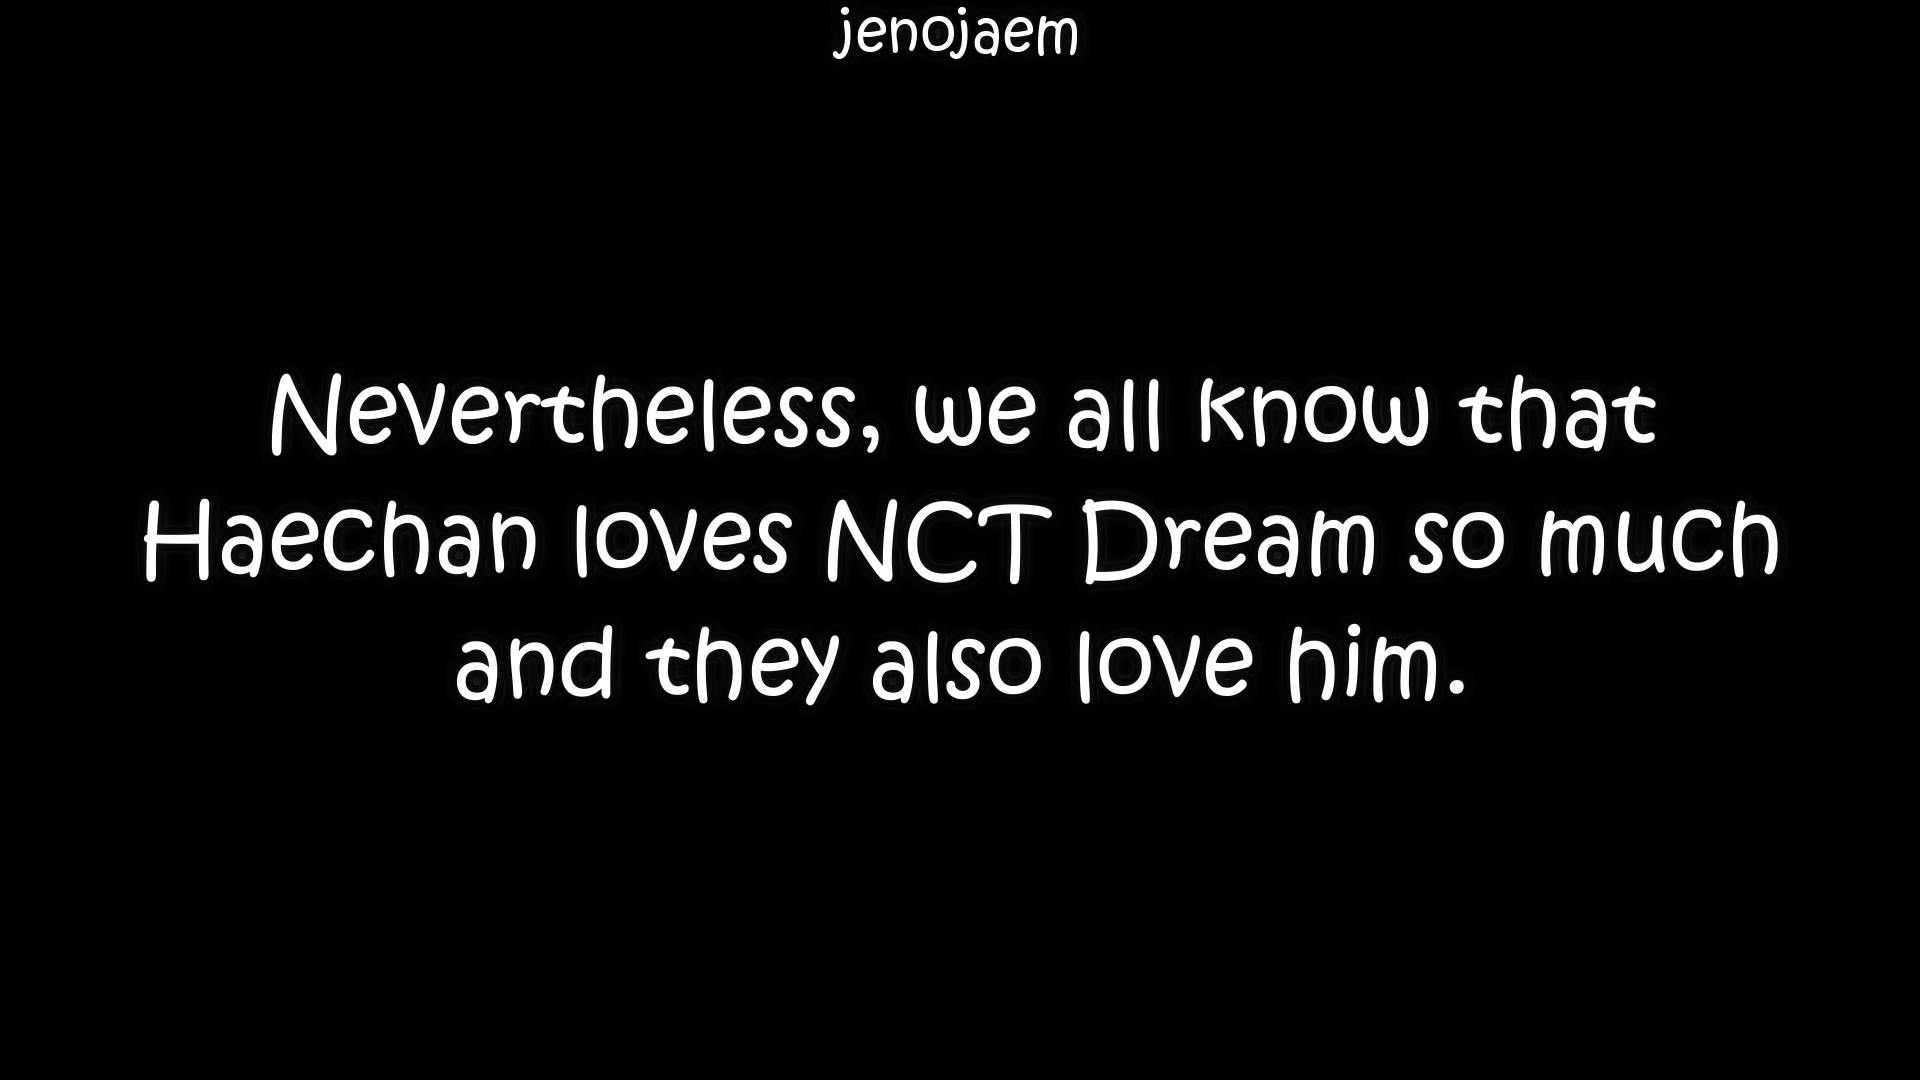 jenojaem
Nevertheless, we all know that
Haechan loves NCT Dream so much
and they also love him.